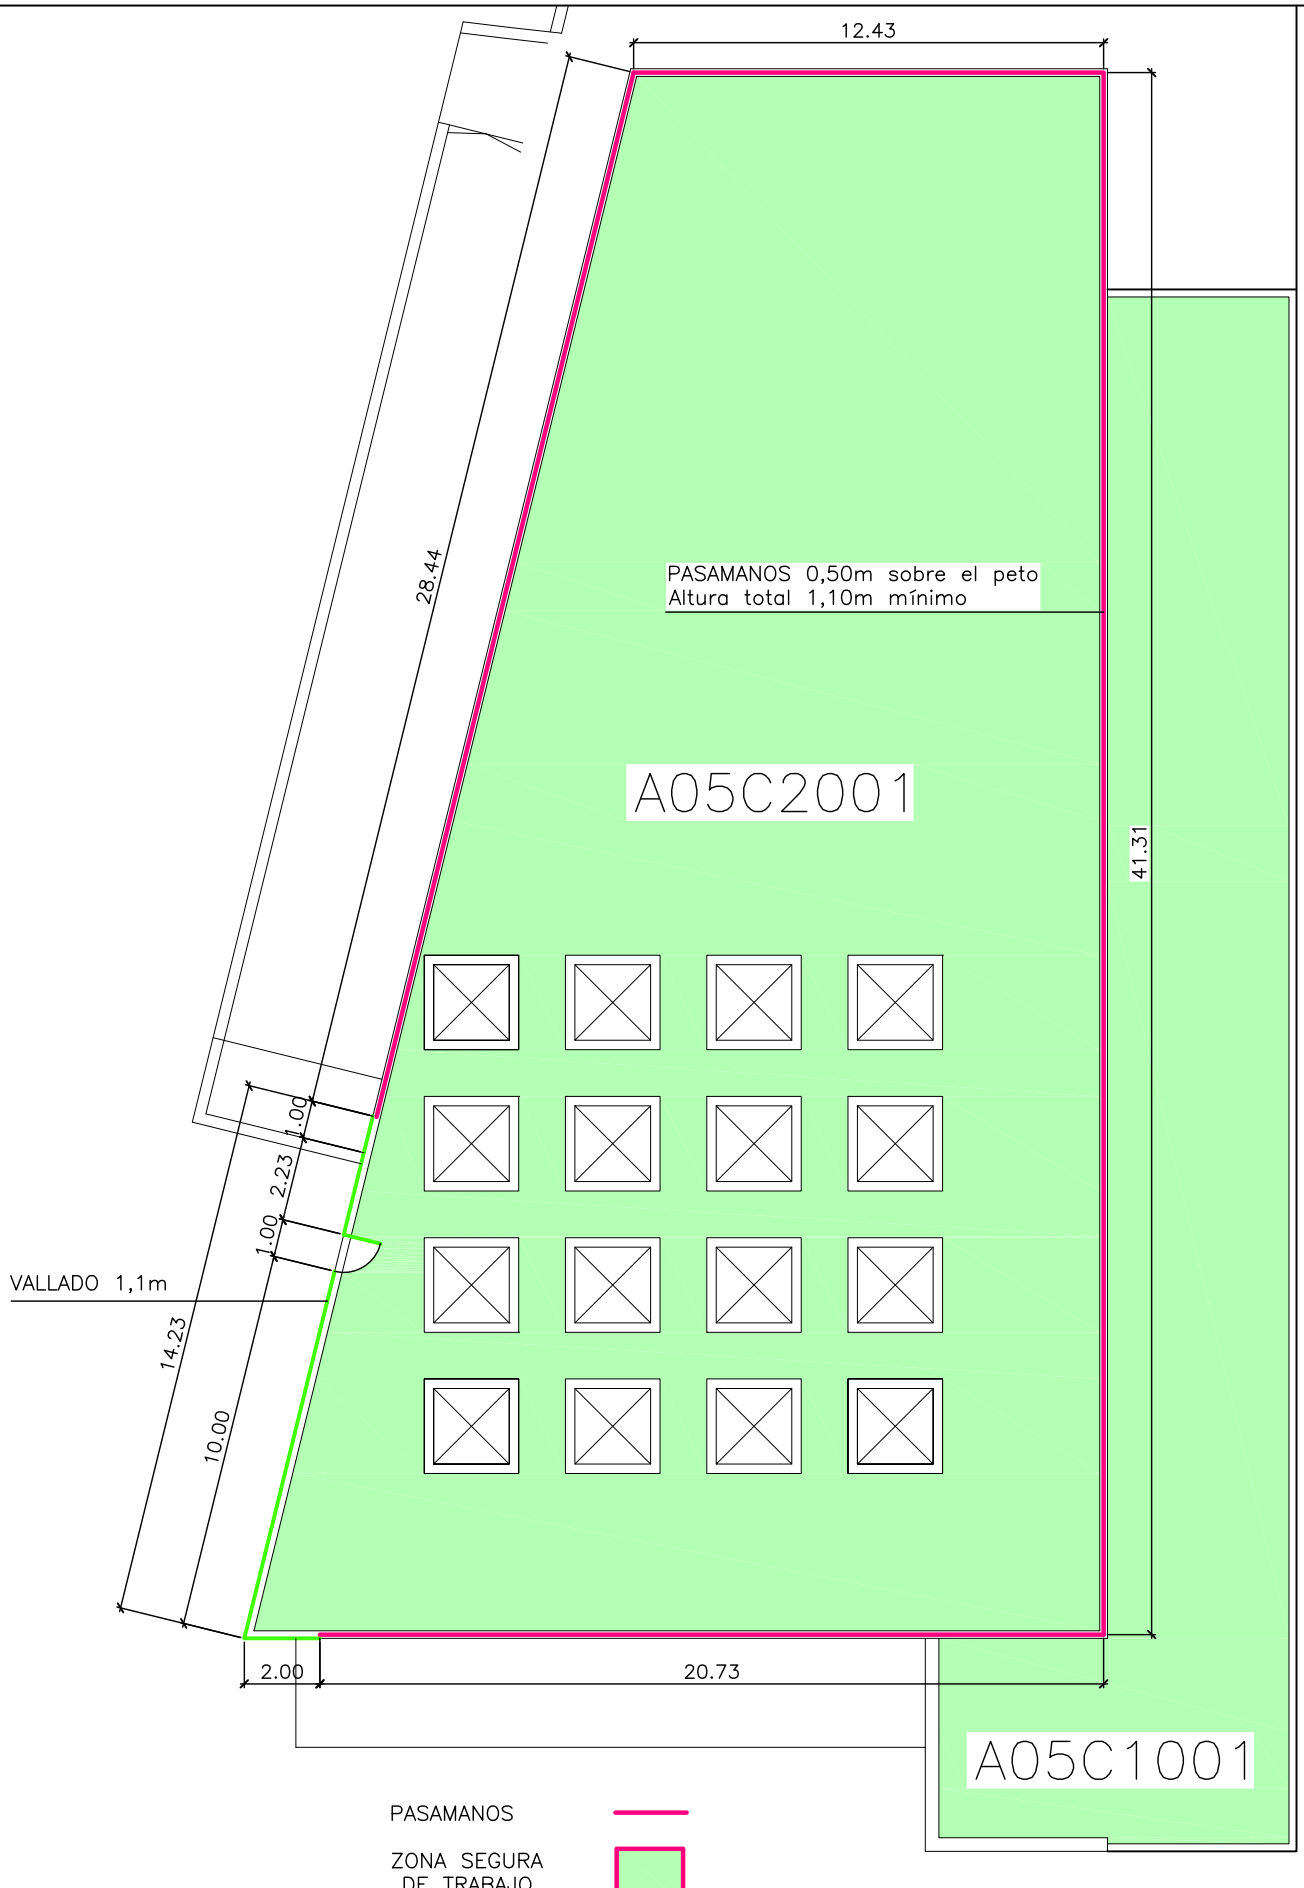 12.43
28.44
PASAMANOS 0,50m sobre el peto
Altura total 1,10m mínimo
A05C2001
41.31
1.00
2.23
1.00
VALLADO 1,1m
14.23
10.00
2.00
20.73
A05C1001
PASAMANOS
ZONA SEGURA
DE TRABAJO